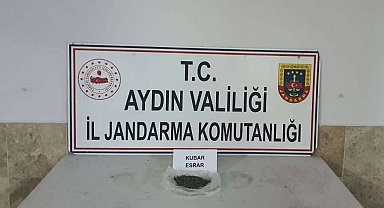 T.C.
AYDIN VALİLİĞİ
İL JANDARMA KOMUTANLIĞI
KUBAR
ESRAR